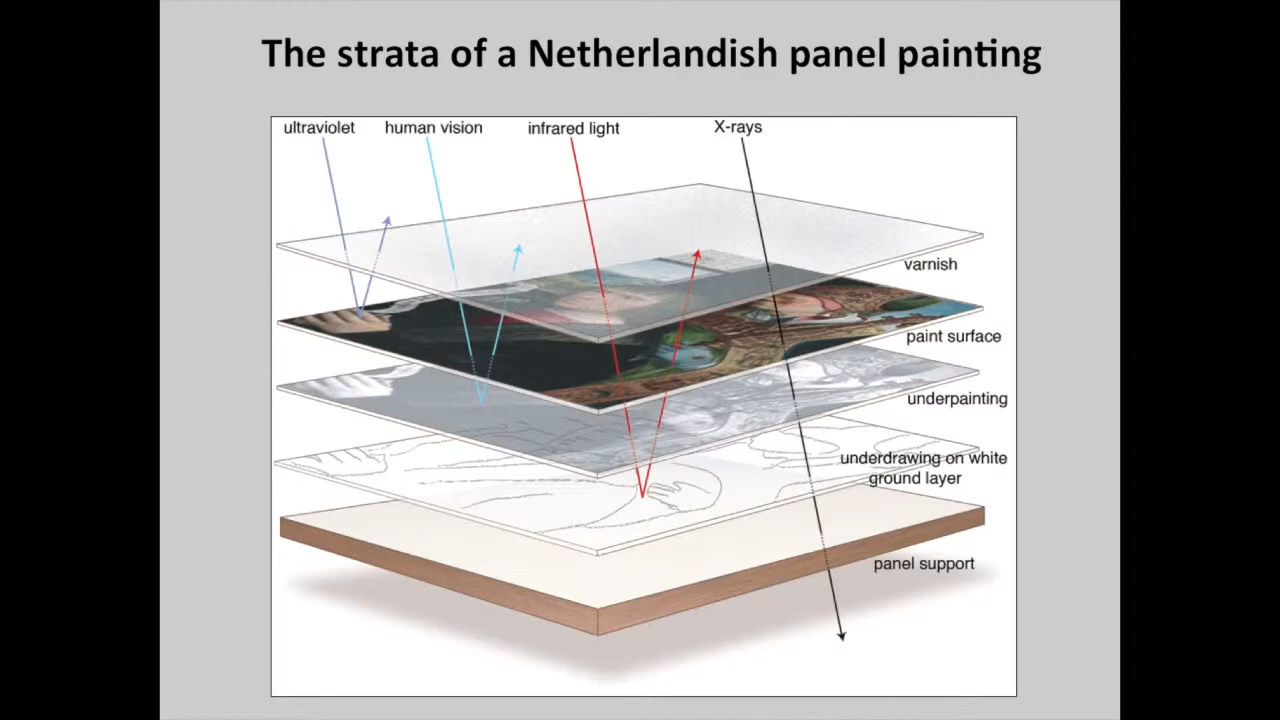 The strata of a Netherlandish panel painting
ultraviolet
human vision
infrared light
X-rays
varnish
paint surface
underpainting
underdrawing on white
ground layer
panel support